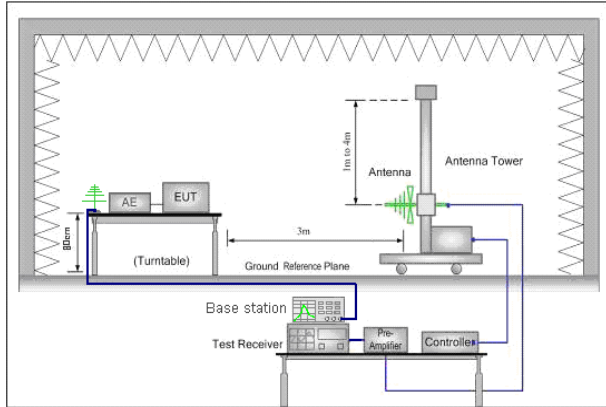 1m to 4m
Antenna
Antenna Tower
AE
EUT
80cm
(Turntable)
3m
Ground Reference Plane
Base station
Test Receiver
Pre-
Amplifier
Controller